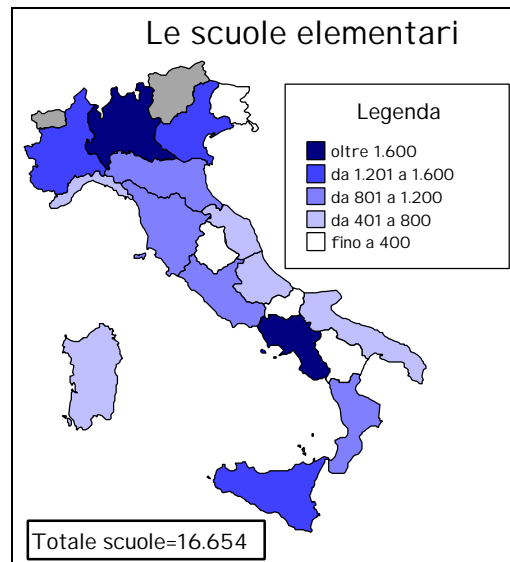 Le scuole elementari
Legenda
oltre 1.600
da 1.201 a 1.600
da 801 a 1.200
da 401 a 800
fino a 400
Totale scuole=16.654